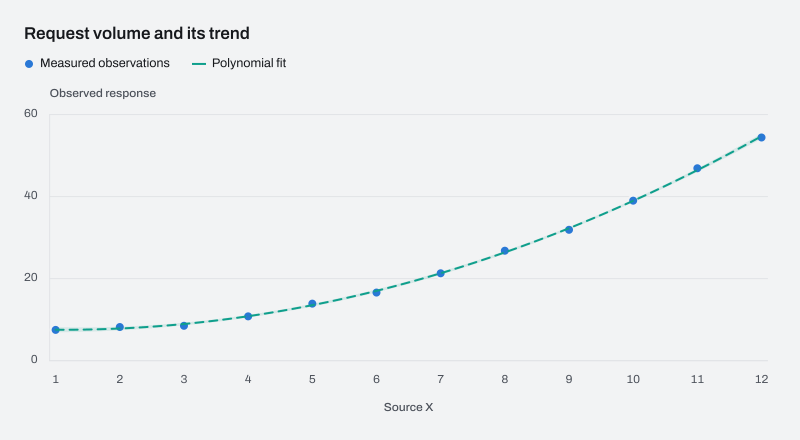 Request volume and its trend
Measured observations Polynomial fit
Observed response
60
40
20
0
1 2 3 4 5 6 7 8 9 10 11 12
Source X